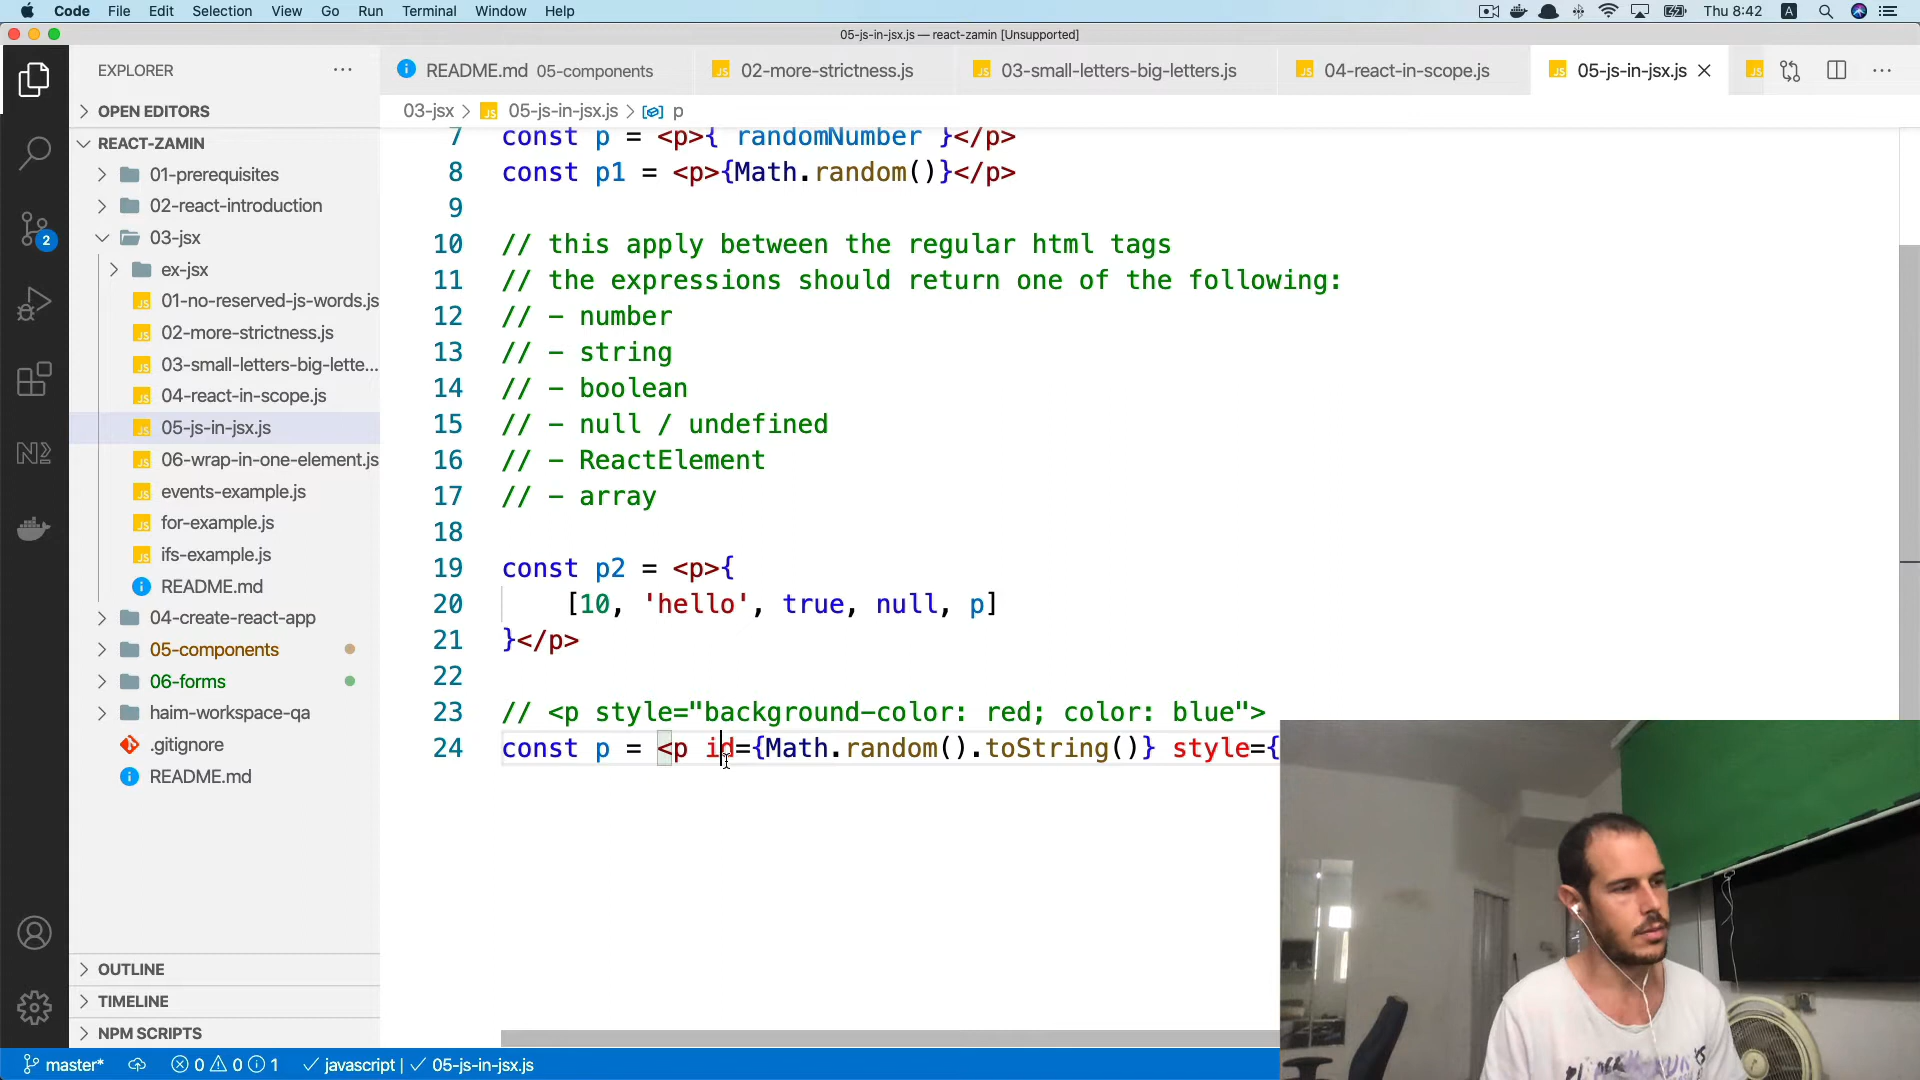 Code File Edit Selection View Go Run Terminal Window Help Thu 8:42 A
05-js-in-jsx.js — react-zamin [Unsupported]
EXPLORER
README.md 05-components
02-more-strictness.js
03-small-letters-big-letters.js
04-react-in-scope.js
05-js-in-jsx.js
OPEN EDITORS
REACT-ZAMIN
01-prerequisites
02-react-introduction
03-jsx
ex-jsx
01-no-reserved-js-words.js
02-more-strictness.js
03-small-letters-big-lette...
04-react-in-scope.js
05-js-in-jsx.js
06-wrap-in-one-element.js
events-example.js
for-example.js
ifs-example.js
README.md
04-create-react-app
05-components
06-forms
haim-workspace-qa
.gitignore
README.md
OUTLINE
TIMELINE
NPM SCRIPTS
2
03-jsx > JS 05-js-in-jsx.js > p
7 const p = <p>{ randomNumber }</p>
8 const p1 = <p>{Math.random()}</p>
9
10 // this apply between the regular html tags
11 // the expressions should return one of the following:
12 // - number
13 // - string
14 // - boolean
15 // - null / undefined
16 // - ReactElement
17 // - array
18
19 const p2 = <p>{
20 [10, 'hello', true, null, p]
21 }</p>
22
23 // <p style="background-color: red; color: blue">
24 const p = <p id={Math.random().toString()} style={
master* 0 0 1 javascript | 05-js-in-jsx.js